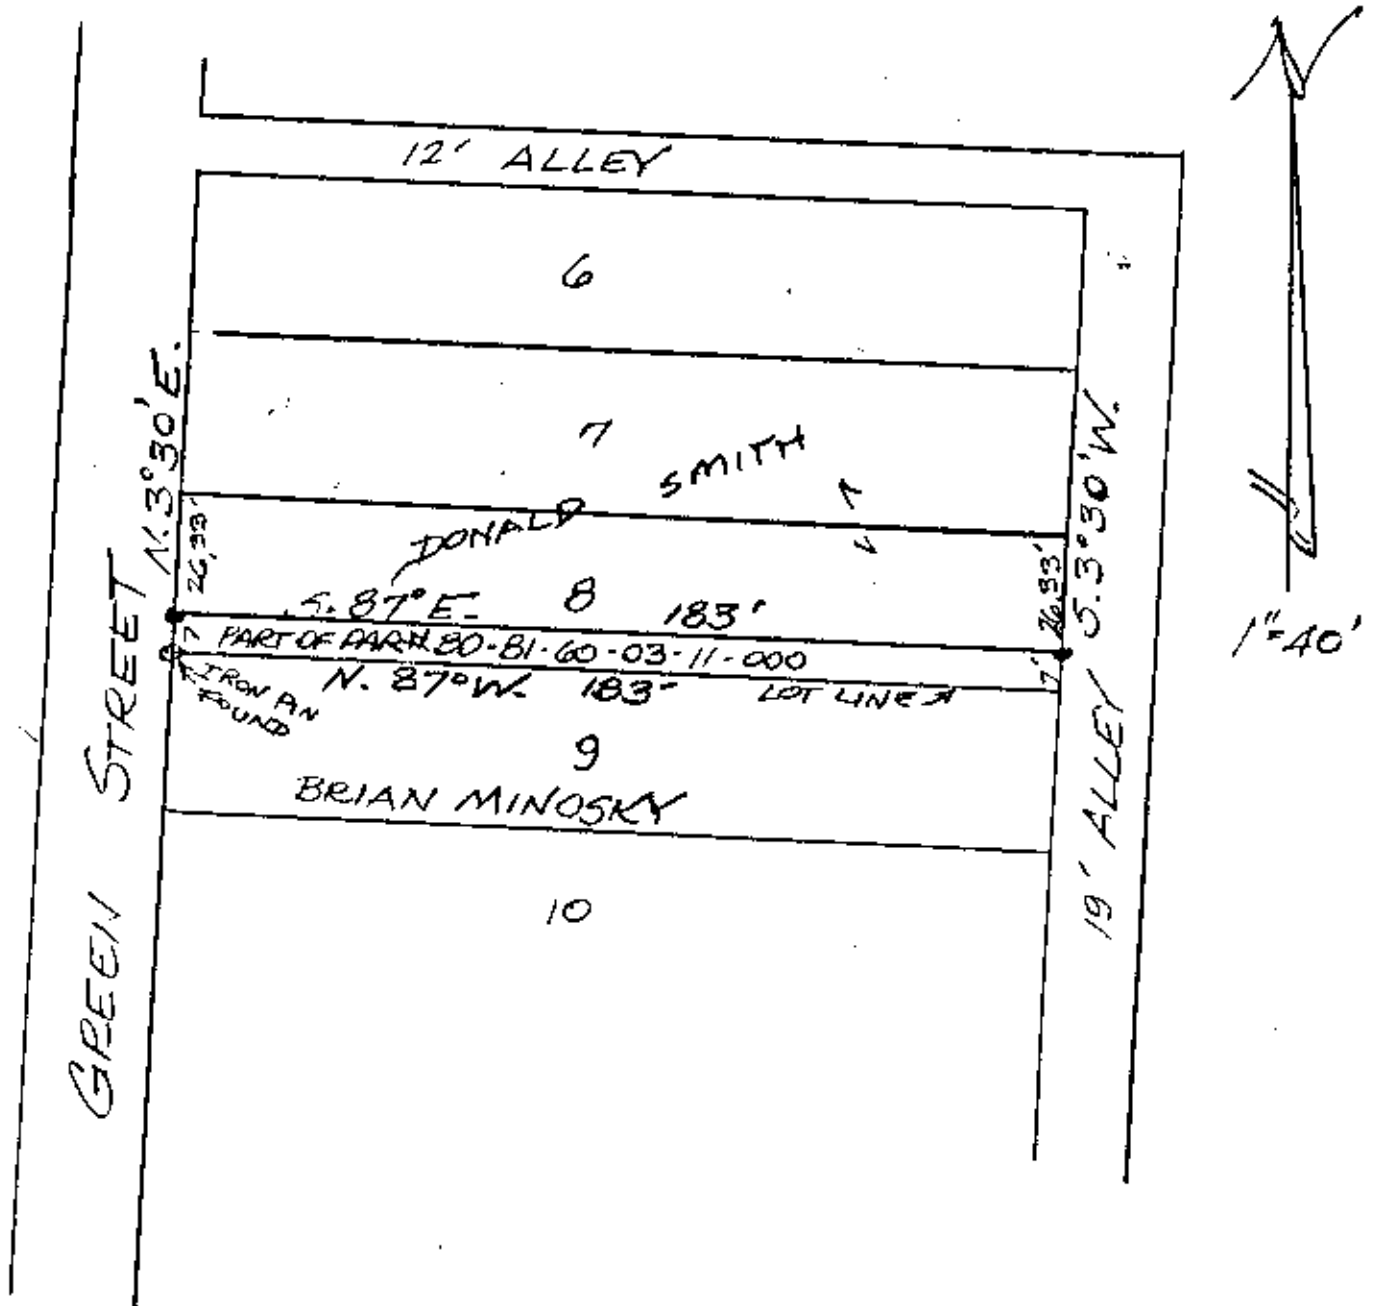 N
12' ALLEY
6
7
DONALD SMITH
N. 3°30' E.
26.33'
26.33'
S. 3°30' W.
S. 87° E. 8 183'
7'
PART OF PAR# 80-81-60-03-11-000
7'
N. 87° W. 183'
LOT LINE
IRON PIN
FOUND
9
BRIAN MINOSKY
10
GREEN STREET
19' ALLEY
1"=40'